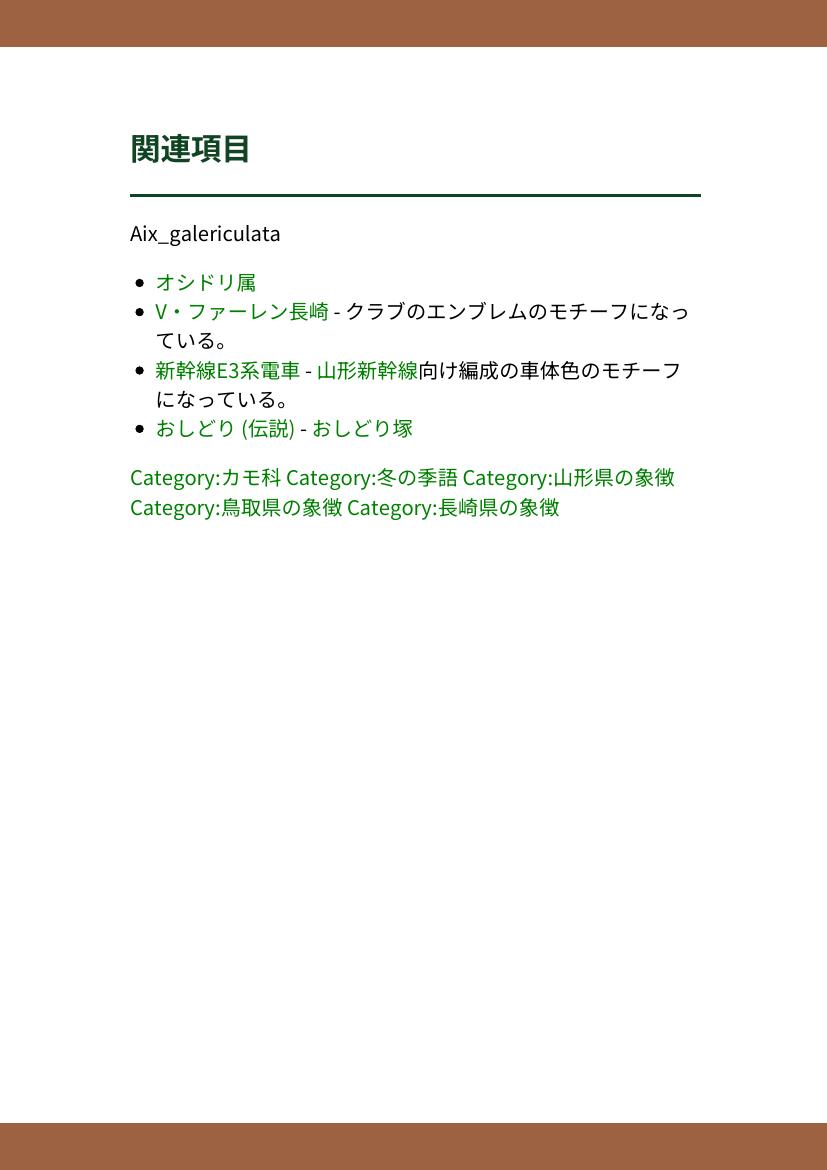 関連項目
Aix_galericulata
• オシドリ属
• V・ファーレン長崎 - クラブのエンブレムのモチーフになっ
ている。
• 新幹線E3系電車 - 山形新幹線向け編成の車体色のモチーフ
になっている。
• おしどり (伝説) - おしどり塚
Category:カモ科 Category:冬の季語 Category:山形県の象徴
Category:鳥取県の象徴 Category:長崎県の象徴